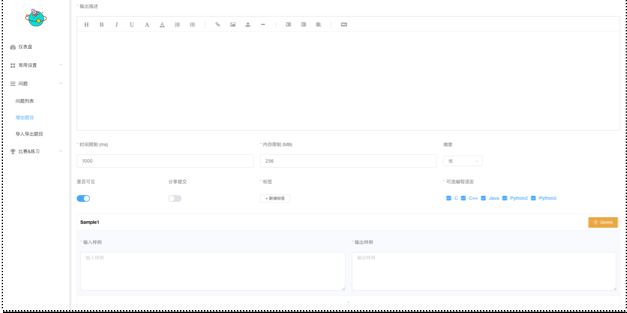 * 输出描述
仪表盘
常用设置
问题
问题列表
增加题目
导入导出题目
比赛&练习
* 时间限制 (ms)
* 内存限制 (MB)
难度
1000
256
低
是否可见
分享提交
* 标签
* 可选编程语言
+ 新增标签
C
C++
Java
Python2
Python3
Sample1
Delete
* 输入样例
* 输出样例
输入样例
输出样例